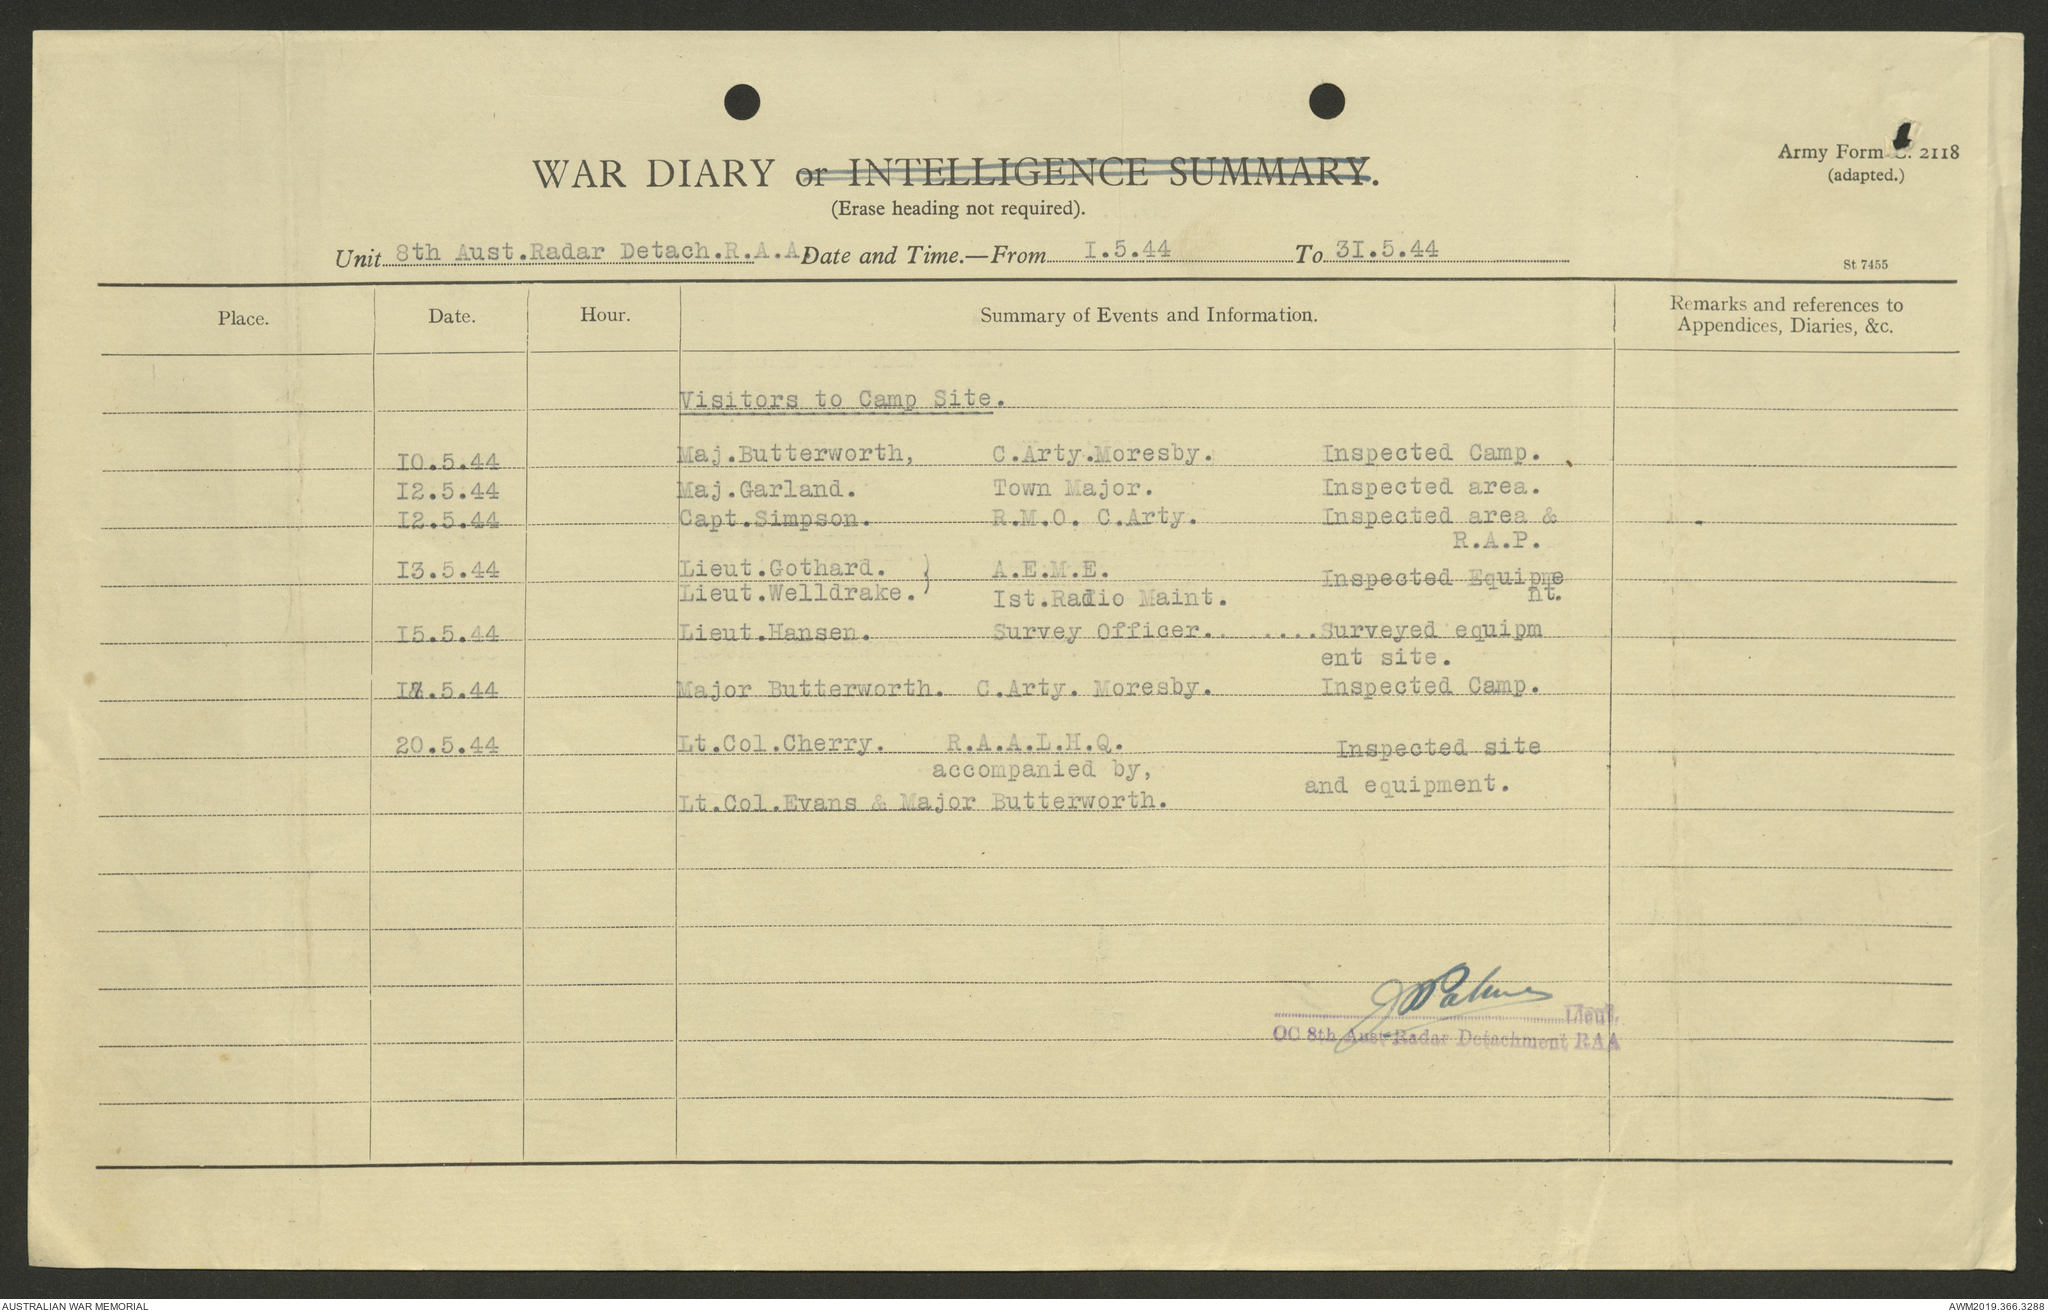 Army Form C. 2118
(adapted.)
WAR DIARY or INTELLIGENCE SUMMARY.
(Erase heading not required).
Unit 8th Aust.Radar Detach.R.A.A. Date and Time.—From I.5.44 To 3I.5.44
St 7455
Place. Date. Hour. Summary of Events and Information. Remarks and references to
Appendices, Diaries, &c.
Visitors to Camp Site.
I0.5.44 Maj.Butterworth, C.Arty.Moresby. Inspected Camp.
I2.5.44 Maj.Garland. Town Major. Inspected area.
I2.5.44 Capt.Simpson. R.M.O. C.Arty. Inspected area &
R.A.P.
I3.5.44 Lieut.Gothard. } A.E.M.E. Inspected Equipme
Lieut.Welldrake. Ist.Radio Maint. nt.
I5.5.44 Lieut.Hansen. Survey Officer. ....Surveyed equipm
ent site.
.5.44 Major Butterworth. C.Arty. Moresby. Inspected Camp.
20.5.44 Lt.Col.Cherry. R.A.A.L.H.Q. Inspected site
accompanied by, and equipment.
Lt.Col.Evans & Major Butterworth.
Lieut.
OC 8th Aust Radar Detachment RAA
AUSTRALIAN WAR MEMORIAL
AWM2019.366.3288